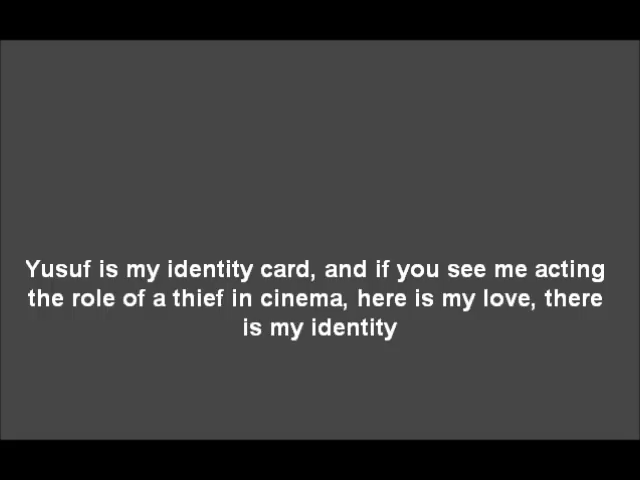 Yusuf is my identity card, and if you see me acting
the role of a thief in cinema, here is my love, there
is my identity